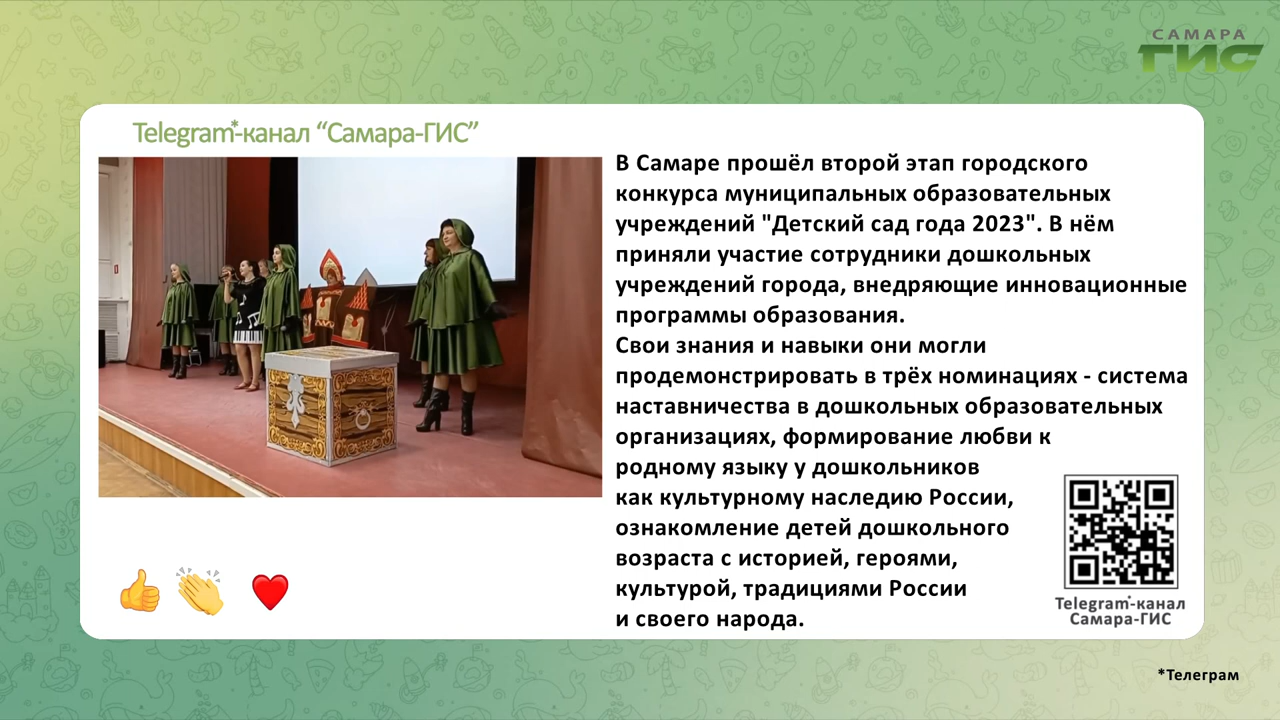 САМАРА
ГИС
Telegram*-канал “Самара-ГИС”
В Самаре прошёл второй этап городского
конкурса муниципальных образовательных
учреждений "Детский сад года 2023". В нём
приняли участие сотрудники дошкольных
учреждений города, внедряющие инновационные
программы образования.
Свои знания и навыки они могли
продемонстрировать в трёх номинациях - система
наставничества в дошкольных образовательных
организациях, формирование любви к
родному языку у дошкольников
как культурному наследию России,
ознакомление детей дошкольного
возраста с историей, героями,
культурой, традициями России
и своего народа.
Telegram*-канал
Самара-ГИС
*Телеграм